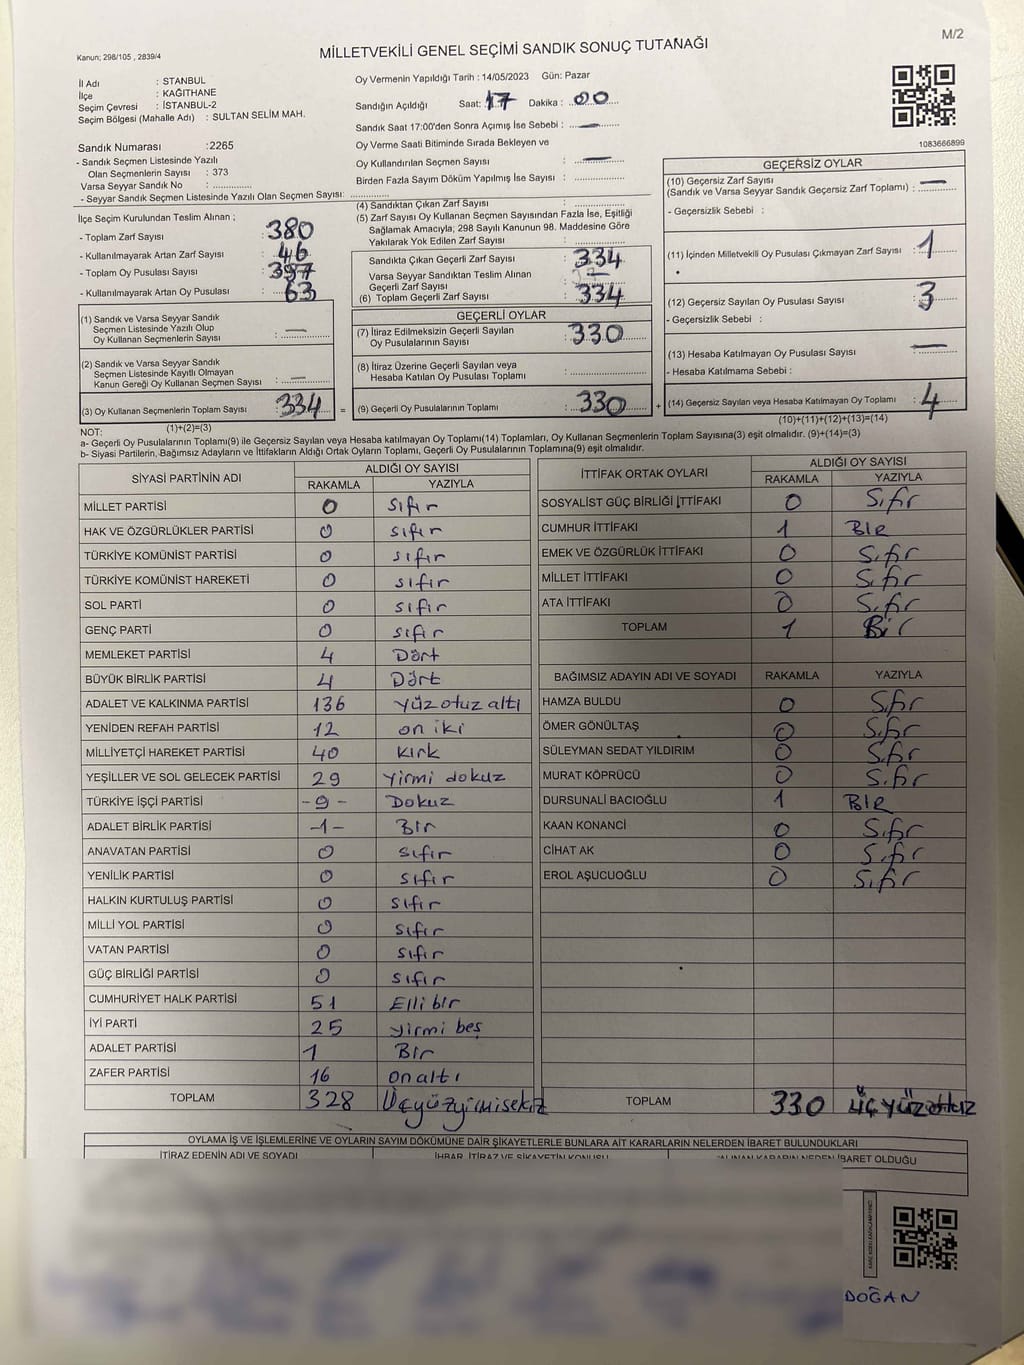 M/2
Kanun; 298/105 , 2839/4
MİLLETVEKİLİ GENEL SEÇİMİ SANDIK SONUÇ TUTANAĞI
İl Adı : STANBUL
İlçe : KAĞITHANE
Seçim Çevresi : İSTANBUL-2
Seçim Bölgesi (Mahalle Adı) : SULTAN SELİM MAH.
Sandık Numarası :2265
- Sandık Seçmen Listesinde Yazılı
Olan Seçmenlerin Sayısı : 373
Varsa Seyyar Sandık No : ..............
- Seyyar Sandık Seçmen Listesinde Yazılı Olan Seçmen Sayısı: ..............
Oy Vermenin Yapıldığı Tarih : 14/05/2023 Gün: Pazar
Sandığın Açıldığı Saat: 17 Dakika : 00
Sandık Saat 17:00'den Sonra Açımış İse Sebebi : —
Oy Verme Saati Bitiminde Sırada Bekleyen ve
Oy Kullandırılan Seçmen Sayısı : —
Birden Fazla Sayım Döküm Yapılmış İse Sayısı : ..............
1083666899
İlçe Seçim Kurulundan Teslim Alınan ;
- Toplam Zarf Sayısı : 380
- Kullanılmayarak Artan Zarf Sayısı : 46
- Toplam Oy Pusulası Sayısı : 397
- Kullanılmayarak Artan Oy Pusulası : 63
(1) Sandık ve Varsa Seyyar Sandık
Seçmen Listesinde Yazılı Olup
Oy Kullanan Seçmenlerin Sayısı : —
(2) Sandık ve Varsa Seyyar Sandık
Seçmen Listesinde Kayıtlı Olmayan
Kanun Gereği Oy Kullanan Seçmen Sayısı : —
(3) Oy Kullanan Seçmenlerin Toplam Sayısı : 334 =
(1)+(2)=(3)
(4) Sandıktan Çıkan Zarf Sayısı : ..............
(5) Zarf Sayısı Oy Kullanan Seçmen Sayısından Fazla İse, Eşitliği
Sağlamak Amacıyla; 298 Sayılı Kanunun 98. Maddesine Göre
Yakılarak Yok Edilen Zarf Sayısı : ..............
Sandıkta Çıkan Geçerli Zarf Sayısı : 334
Varsa Seyyar Sandıktan Teslim Alınan
Geçerli Zarf Sayısı : —
(6) Toplam Geçerli Zarf Sayısı : 334
GEÇERLİ OYLAR
(7) İtiraz Edilmeksizin Geçerli Sayılan
Oy Pusulalarının Sayısı : 330
(8) İtiraz Üzerine Geçerli Sayılan veya
Hesaba Katılan Oy Pusulası Toplamı : ..............
(9) Geçerli Oy Pusulalarının Toplamı : 330 +
GEÇERSİZ OYLAR
(10) Geçersiz Zarf Sayısı
(Sandık ve Varsa Seyyar Sandık Geçersiz Zarf Toplamı) : —
- Geçersizlik Sebebi :
(11) İçinden Milletvekili Oy Pusulası Çıkmayan Zarf Sayısı : 1
(12) Geçersiz Sayılan Oy Pusulası Sayısı : 3
- Geçersizlik Sebebi :
(13) Hesaba Katılmayan Oy Pusulası Sayısı : —
- Hesaba Katılmama Sebebi :
(14) Geçersiz Sayılan veya Hesaba Katılmayan Oy Toplamı : 4
(10)+(11)+(12)+(13)=(14)
NOT:
a- Geçerli Oy Pusulalarının Toplamı(9) ile Geçersiz Sayılan veya Hesaba katılmayan Oy Toplamı(14) Toplamları, Oy Kullanan Seçmenlerin Toplam Sayısına(3) eşit olmalıdır. (9)+(14)=(3)
b- Siyasi Partilerin, Bağımsız Adayların ve İttifakların Aldığı Ortak Oyların Toplamı, Geçerli Oy Pusulalarının Toplamına(9) eşit olmalıdır.
SİYASİ PARTİNİN ADI ALDIĞI OY SAYISI
RAKAMLA YAZIYLA
MİLLET PARTİSİ 0 Sıfır
HAK VE ÖZGÜRLÜKLER PARTİSİ 0 sıfır
TÜRKİYE KOMÜNİST PARTİSİ 0 sıfır
TÜRKİYE KOMÜNİST HAREKETİ 0 sıfır
SOL PARTİ 0 sıfır
GENÇ PARTİ 0 sıfır
MEMLEKET PARTİSİ 4 Dört
BÜYÜK BİRLİK PARTİSİ 4 Dört
ADALET VE KALKINMA PARTİSİ 136 yüzotuzaltı
YENİDEN REFAH PARTİSİ 12 on iki
MİLLİYETÇİ HAREKET PARTİSİ 40 kırk
YEŞİLLER VE SOL GELECEK PARTİSİ 29 yirmi dokuz
TÜRKİYE İŞÇİ PARTİSİ -9- Dokuz
ADALET BİRLİK PARTİSİ -1- Bir
ANAVATAN PARTİSİ 0 sıfır
YENİLİK PARTİSİ 0 sıfır
HALKIN KURTULUŞ PARTİSİ 0 sıfır
MİLLİ YOL PARTİSİ 0 sıfır
VATAN PARTİSİ 0 sıfır
GÜÇ BİRLİĞİ PARTİSİ 0 sıfır
CUMHURİYET HALK PARTİSİ 51 Elli bir
İYİ PARTİ 25 yirmi beş
ADALET PARTİSİ 1 Bir
ZAFER PARTİSİ 16 onaltı
TOPLAM 328 Üçyüzyirmisekiz
İTTİFAK ORTAK OYLARI ALDIĞI OY SAYISI
RAKAMLA YAZIYLA
SOSYALİST GÜÇ BİRLİĞİ İTTİFAKI 0 Sıfır
CUMHUR İTTİFAKI 1 BİR
EMEK VE ÖZGÜRLÜK İTTİFAKI 0 Sıfır
MİLLET İTTİFAKI 0 Sıfır
ATA İTTİFAKI 0 Sıfır
TOPLAM 1 Bir
BAĞIMSIZ ADAYIN ADI VE SOYADI RAKAMLA YAZIYLA
HAMZA BULDU 0 Sıfır
ÖMER GÖNÜLTAŞ 0 Sıfır
SÜLEYMAN SEDAT YILDIRIM 0 Sıfır
MURAT KÖPRÜCÜ 0 Sıfır
DURSUNALİ BACIOĞLU 1 BİR
KAAN KONANCİ 0 Sıfır
CİHAT AK 0 Sıfır
EROL AŞUCUOĞLU 0 Sıfır
TOPLAM 330 üçyüzotuz
OYLAMA İŞ VE İŞLEMLERİNE VE OYLARIN SAYIM DÖKÜMÜNE DAİR ŞİKAYETLERLE BUNLARA AİT KARARLARIN NELERDEN İBARET BULUNDUKLARI
İTİRAZ EDENİN ADI VE SOYADI İHBAR, İTİRAZ VE ŞİKAYETİN KONUSU ALINAN KARARIN NEDEN İBARET OLDUĞU
DOĞAN